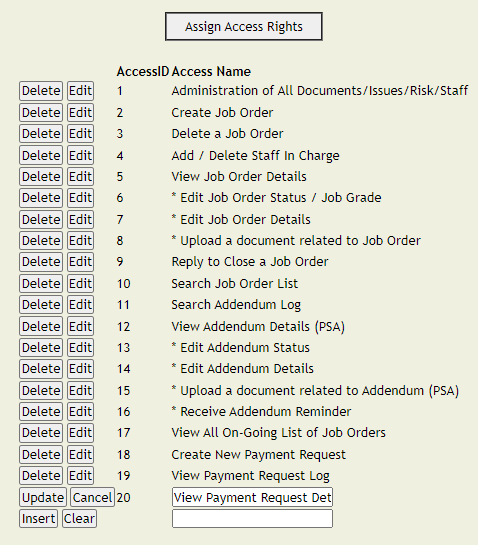 Assign Access Rights
AccessID Access Name
Delete Edit 1 Administration of All Documents/Issues/Risk/Staff
Delete Edit 2 Create Job Order
Delete Edit 3 Delete a Job Order
Delete Edit 4 Add / Delete Staff In Charge
Delete Edit 5 View Job Order Details
Delete Edit 6 * Edit Job Order Status / Job Grade
Delete Edit 7 * Edit Job Order Details
Delete Edit 8 * Upload a document related to Job Order
Delete Edit 9 Reply to Close a Job Order
Delete Edit 10 Search Job Order List
Delete Edit 11 Search Addendum Log
Delete Edit 12 View Addendum Details (PSA)
Delete Edit 13 * Edit Addendum Status
Delete Edit 14 * Edit Addendum Details
Delete Edit 15 * Upload a document related to Addendum (PSA)
Delete Edit 16 * Receive Addendum Reminder
Delete Edit 17 View All On-Going List of Job Orders
Delete Edit 18 Create New Payment Request
Delete Edit 19 View Payment Request Log
Update Cancel 20 View Payment Request Det
Insert Clear